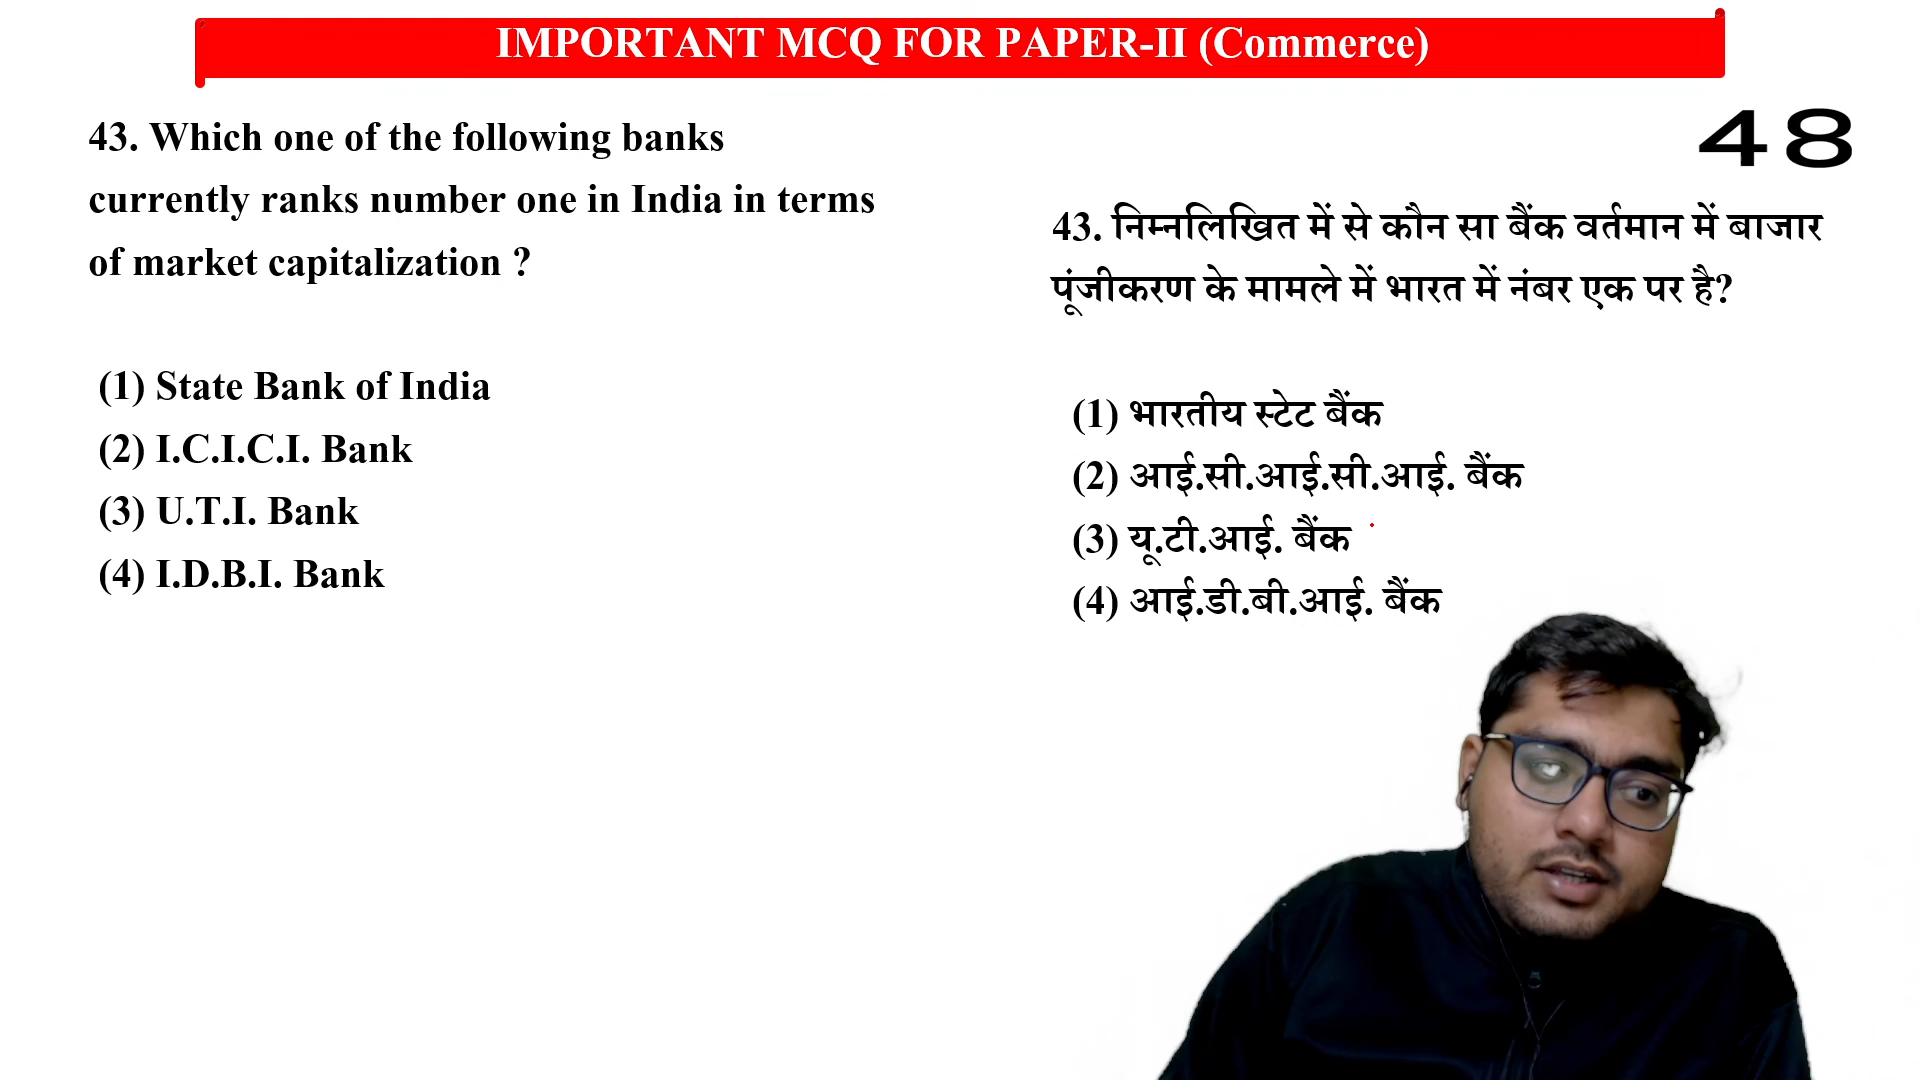 IMPORTANT MCQ FOR PAPER-II (Commerce)
43. Which one of the following banks
currently ranks number one in India in terms
of market capitalization ?
(1) State Bank of India
(2) I.C.I.C.I. Bank
(3) U.T.I. Bank
(4) I.D.B.I. Bank
48
43. निम्नलिखित में से कौन सा बैंक वर्तमान में बाजार
पूंजीकरण के मामले में भारत में नंबर एक पर है?
(1) भारतीय स्टेट बैंक
(2) आई.सी.आई.सी.आई. बैंक
(3) यू.टी.आई. बैंक
(4) आई.डी.बी.आई. बैंक